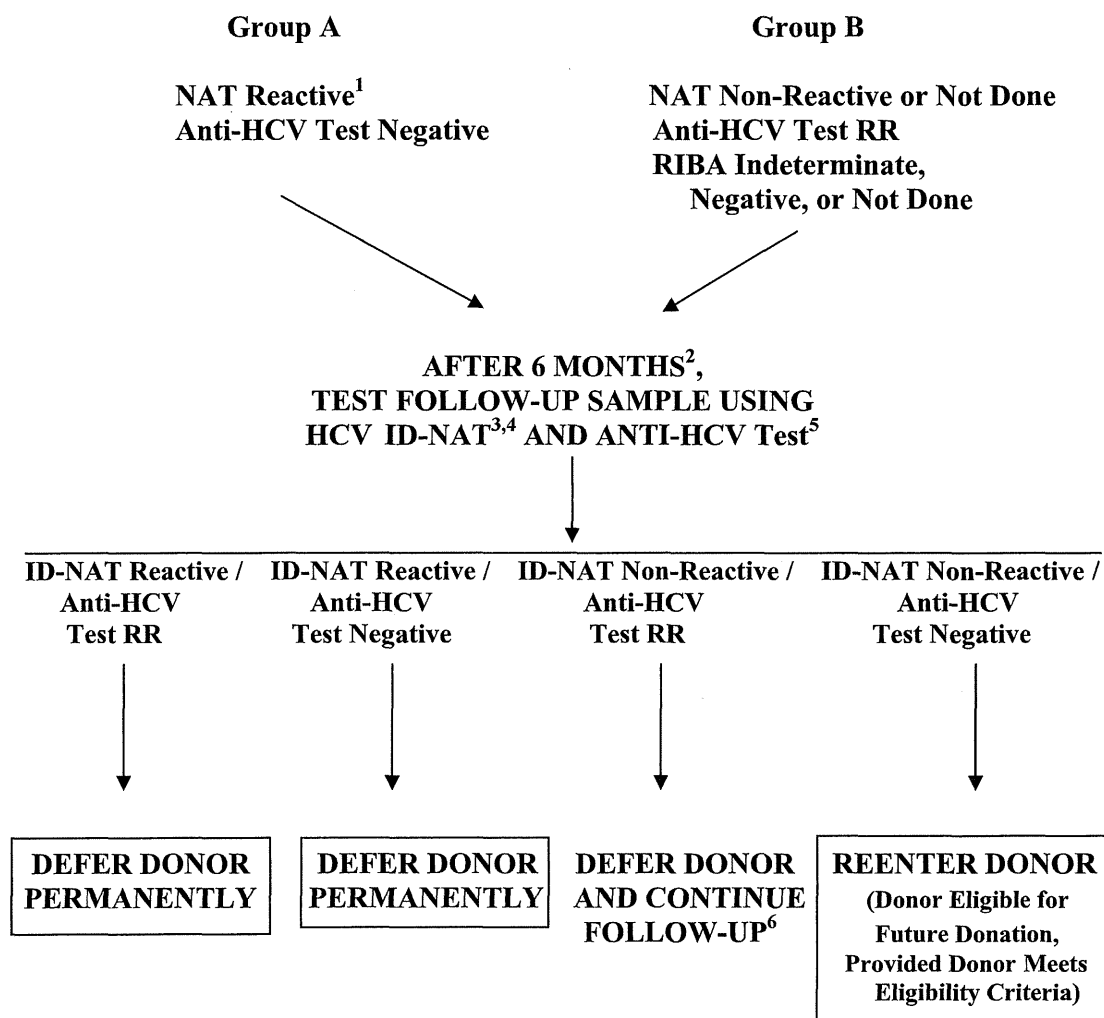 Group A
NAT Reactive1
Anti-HCV Test Negative
Group B
NAT Non-Reactive or Not Done
Anti-HCV Test RR
RIBA Indeterminate,
Negative, or Not Done
AFTER 6 MONTHS2,
TEST FOLLOW-UP SAMPLE USING
HCV ID-NAT3,4 AND ANTI-HCV Test5
ID-NAT Reactive /
Anti-HCV
Test RR
ID-NAT Reactive /
Anti-HCV
Test Negative
ID-NAT Non-Reactive /
Anti-HCV
Test RR
ID-NAT Non-Reactive /
Anti-HCV
Test Negative
DEFER DONOR
PERMANENTLY
DEFER DONOR
PERMANENTLY
DEFER DONOR
AND CONTINUE
FOLLOW-UP6
REENTER DONOR
(Donor Eligible for
Future Donation,
Provided Donor Meets
Eligibility Criteria)